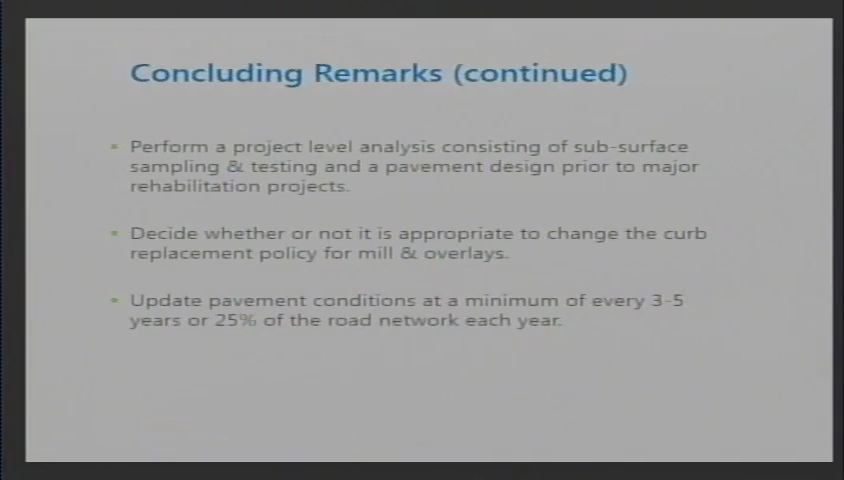 Concluding Remarks (continued)
Perform a project level analysis consisting of sub-surface
sampling & testing and a pavement design prior to major
rehabilitation projects.
Decide whether or not it is appropriate to change the curb
replacement policy for mill & overlays.
Update pavement conditions at a minimum of every 3-5
years or 25% of the road network each year.